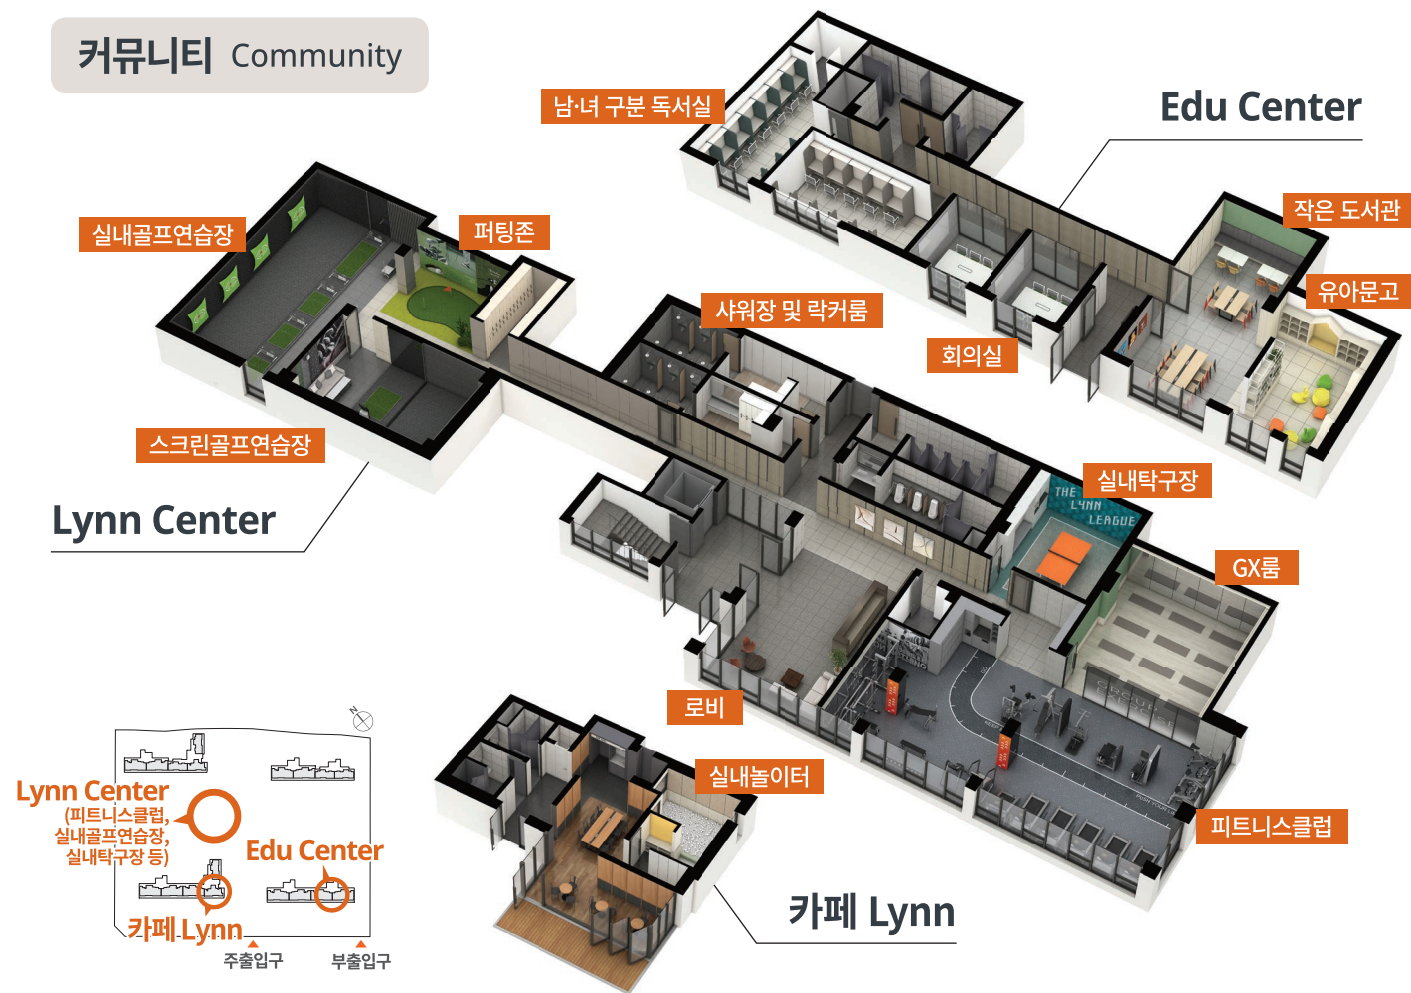 커뮤니티 Community
남·녀 구분 독서실
Edu Center
작은 도서관
실내골프연습장
퍼팅존
유아문고
샤워장 및 락커룸
회의실
스크린골프연습장
실내탁구장
THE
LYNN
LEAGUE
Lynn Center
GX룸
로비
실내놀이터
피트니스클럽
카페 Lynn
N
Lynn Center
(피트니스클럽,
실내골프연습장,
실내탁구장 등)
Edu Center
카페 Lynn
주출입구
부출입구